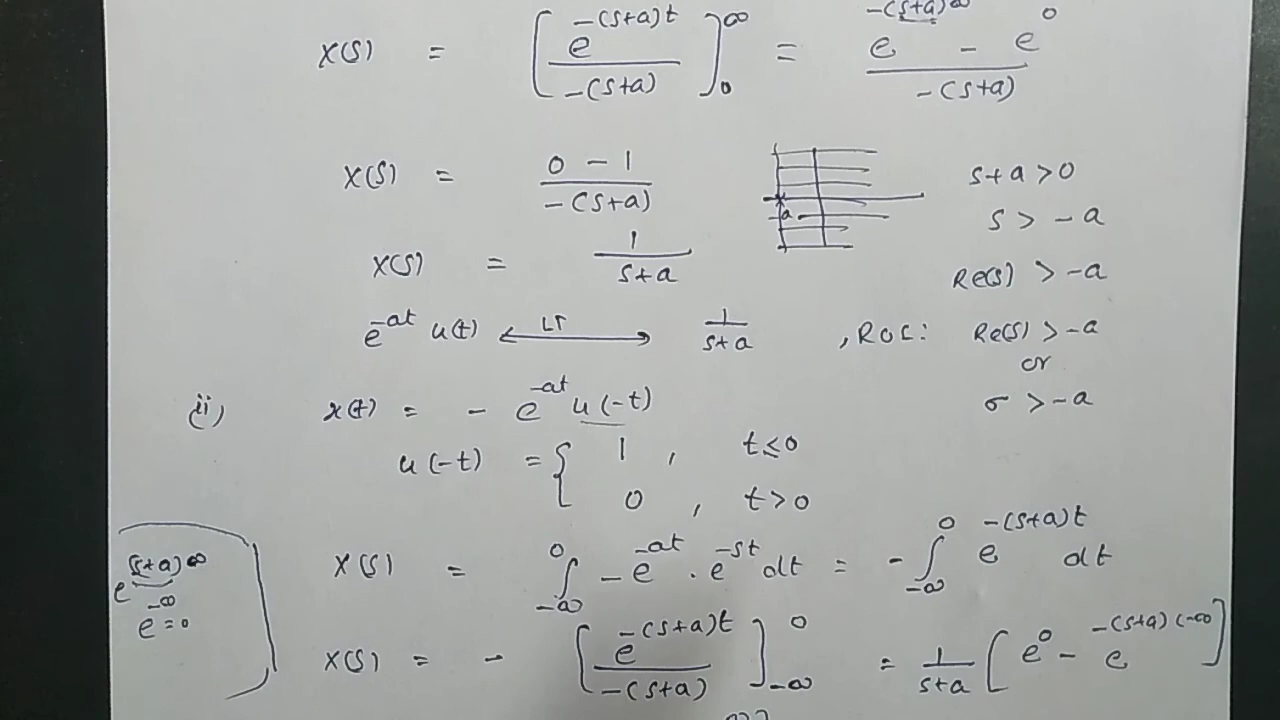 X(s) = [e^{-(s+a)t} / -(s+a)]_0^∞ = (e^{-(s+a)∞} - e^0) / -(s+a)
X(s) = (0 - 1) / -(s+a)
-a
s+a > 0
s > -a
X(s) = 1 / (s+a)
Re(s) > -a
e^{-at} u(t) ⟷ LT 1/(s+a) , ROC: Re(s) > -a
or
σ > -a
(ii) x(t) = - e^{-at} u(-t)
u(-t) = { 1 , t ≤ 0
0 , t > 0
e^{(s+a)∞}
e^{-∞} = 0
X(s) = ∫_{-∞}^0 -e^{-at} . e^{-st} dt = -∫_{-∞}^0 e^{-(s+a)t} dt
X(s) = - [e^{-(s+a)t} / -(s+a)]_{-∞}^0 = 1/(s+a) [e^0 - e^{-(s+a)(-∞)}]